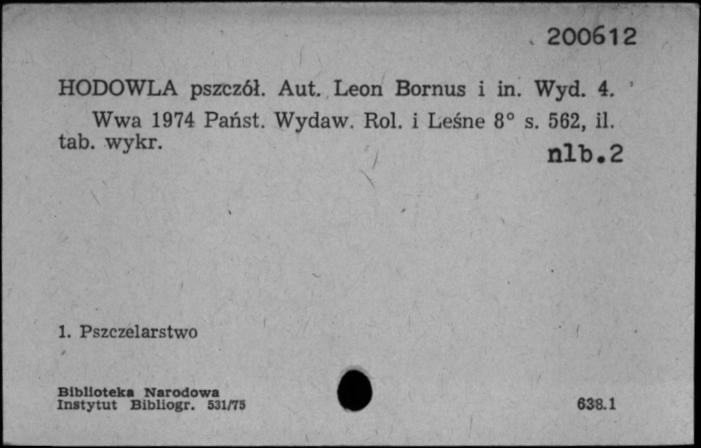 200612
HODOWLA pszczół. Aut. Leon Bornus i in. Wyd. 4.
Wwa 1974 Państ. Wydaw. Rol. i Leśne 8° s. 562, il.
tab. wykr.
nlb.2
1. Pszczelarstwo
Biblioteka Narodowa
Instytut Bibliogr. 531/75
638.1